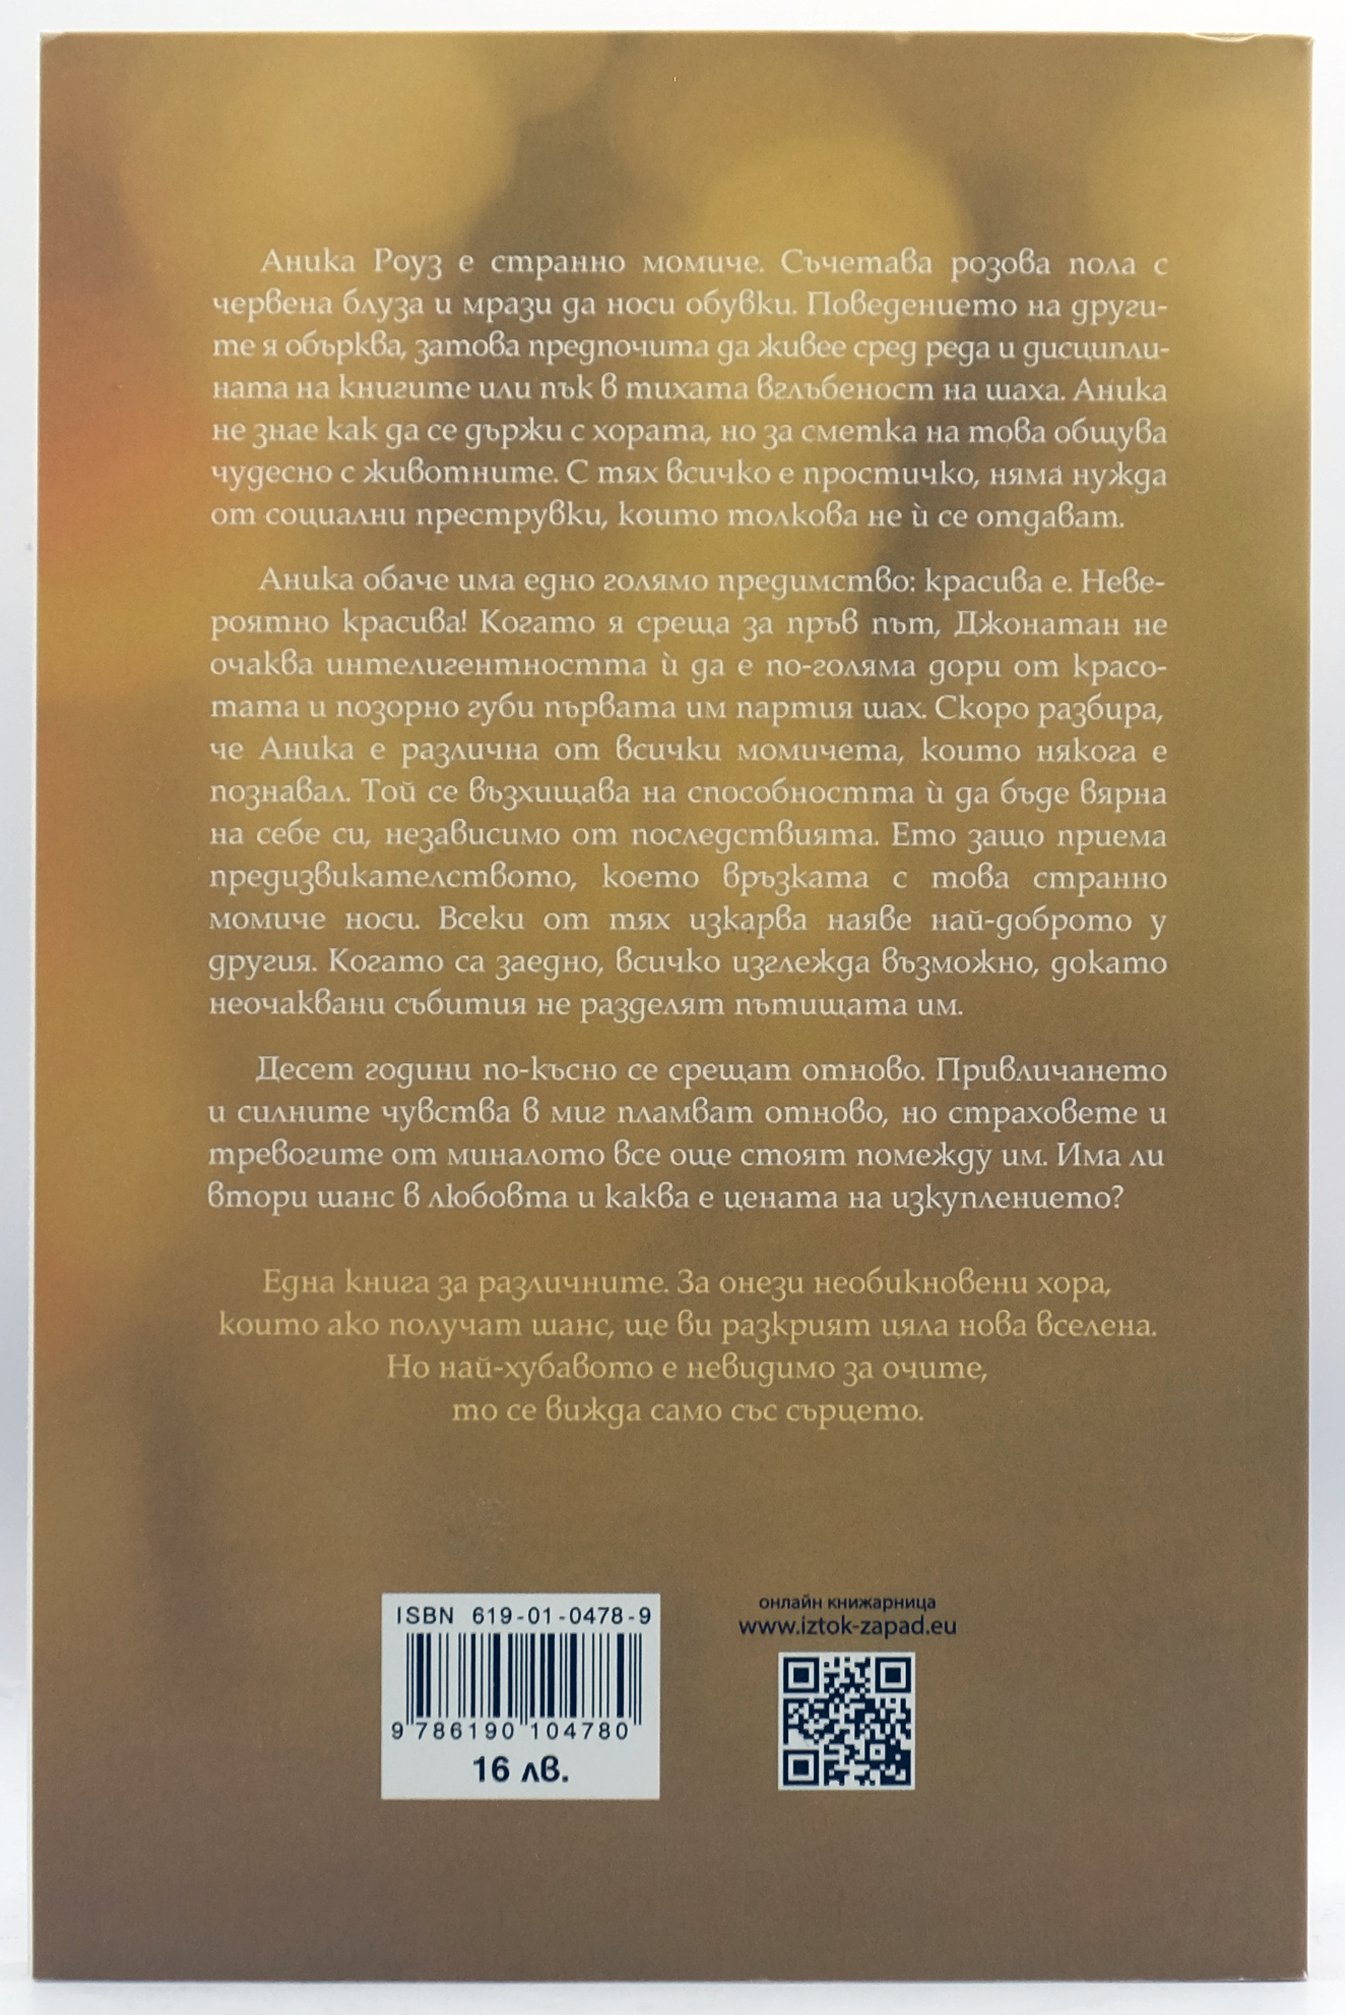 Аника Роуз е странно момиче. Съчетава розова пола с
червена блуза и мрази да носи обувки. Поведението на други-
те я обърква, затова предпочита да живее сред реда и дисципли-
ната на книгите или пък в тихата вглъбеност на шаха. Аника
не знае как да се държи с хората, но за сметка на това общува
чудесно с животните. С тях всичко е простичко, няма нужда
от социални преструвки, които толкова не ѝ се отдават.
Аника обаче има едно голямо предимство: красива е. Неве-
роятно красива! Когато я среща за пръв път, Джонатан не
очаква интелигентността ѝ да е по-голяма дори от красо-
тата и позорно губи първата им партия шах. Скоро разбира,
че Аника е различна от всички момичета, които някога е
познавал. Той се възхищава на способността ѝ да бъде вярна
на себе си, независимо от последствията. Ето защо приема
предизвикателството, което връзката с това странно
момиче носи. Всеки от тях изкарва наяве най-доброто у
другия. Когато са заедно, всичко изглежда възможно, докато
неочаквани събития не разделят пътищата им.
Десет години по-късно се срещат отново. Привличането
и силните чувства в миг пламват отново, но страховете и
тревогите от миналото все още стоят помежду им. Има ли
втори шанс в любовта и каква е цената на изкуплението?
Една книга за различните. За онези необикновени хора,
които ако получат шанс, ще ви разкрият цяла нова вселена.
Но най-хубавото е невидимо за очите,
то се вижда само със сърцето.
ISBN 619-01-0478-9
9 786190 104780
16 лв.
онлайн книжарница
www.iztok-zapad.eu